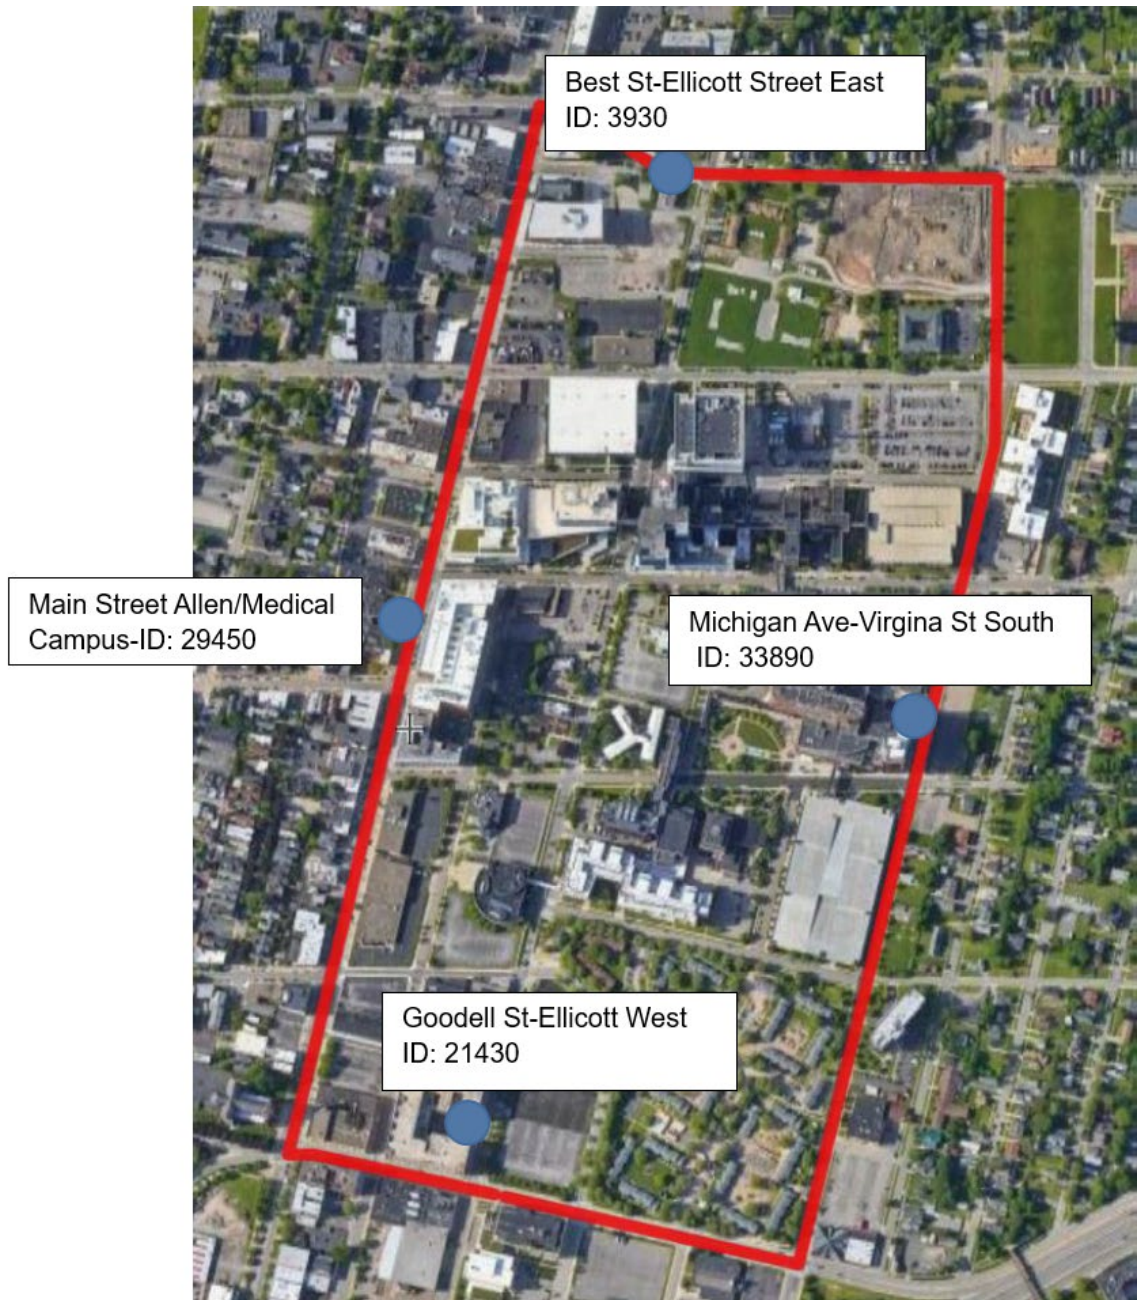 Best St-Ellicott Street East
ID: 3930
Main Street Allen/Medical
Campus-ID: 29450
Michigan Ave-Virgina St South
ID: 33890
Goodell St-Ellicott West
ID: 21430